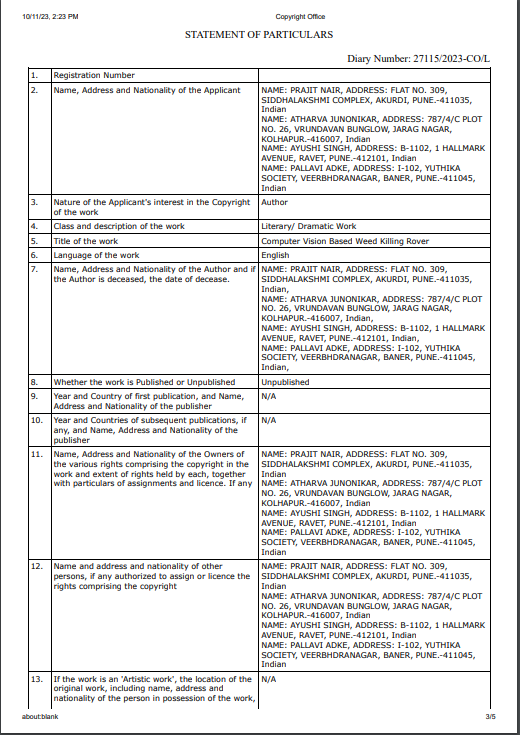 10/11/23, 2:23 PM Copyright Office
STATEMENT OF PARTICULARS
Diary Number: 27115/2023-CO/L
1. Registration Number
2. Name, Address and Nationality of the Applicant
NAME: PRAJIT NAIR, ADDRESS: FLAT NO. 309,
SIDDHALAKSHMI COMPLEX, AKURDI, PUNE.-411035,
Indian
NAME: ATHARVA JUNONIKAR, ADDRESS: 787/4/C PLOT
NO. 26, VRUNDAVAN BUNGLOW, JARAG NAGAR,
KOLHAPUR.-416007, Indian
NAME: AYUSHI SINGH, ADDRESS: B-1102, 1 HALLMARK
AVENUE, RAVET, PUNE.-412101, Indian
NAME: PALLAVI ADKE, ADDRESS: I-102, YUTHIKA
SOCIETY, VEERBHDRANAGAR, BANER, PUNE.-411045,
Indian
3. Nature of the Applicant's interest in the Copyright
of the work
Author
4. Class and description of the work
Literary/ Dramatic Work
5. Title of the work
Computer Vision Based Weed Killing Rover
6. Language of the work
English
7. Name, Address and Nationality of the Author and if
the Author is deceased, the date of decease.
NAME: PRAJIT NAIR, ADDRESS: FLAT NO. 309,
SIDDHALAKSHMI COMPLEX, AKURDI, PUNE.-411035,
Indian,
NAME: ATHARVA JUNONIKAR, ADDRESS: 787/4/C PLOT
NO. 26, VRUNDAVAN BUNGLOW, JARAG NAGAR,
KOLHAPUR.-416007, Indian,
NAME: AYUSHI SINGH, ADDRESS: B-1102, 1 HALLMARK
AVENUE, RAVET, PUNE.-412101, Indian,
NAME: PALLAVI ADKE, ADDRESS: I-102, YUTHIKA
SOCIETY, VEERBHDRANAGAR, BANER, PUNE.-411045,
Indian,
8. Whether the work is Published or Unpublished
Unpublished
9. Year and Country of first publication, and Name,
Address and Nationality of the publisher
N/A
10. Year and Countries of subsequent publications, if
any, and Name, Address and Nationality of the
publisher
N/A
11. Name, Address and Nationality of the Owners of
the various rights comprising the copyright in the
work and extent of rights held by each, together
with particulars of assignments and licence. If any
NAME: PRAJIT NAIR, ADDRESS: FLAT NO. 309,
SIDDHALAKSHMI COMPLEX, AKURDI, PUNE.-411035,
Indian
NAME: ATHARVA JUNONIKAR, ADDRESS: 787/4/C PLOT
NO. 26, VRUNDAVAN BUNGLOW, JARAG NAGAR,
KOLHAPUR.-416007, Indian
NAME: AYUSHI SINGH, ADDRESS: B-1102, 1 HALLMARK
AVENUE, RAVET, PUNE.-412101, Indian
NAME: PALLAVI ADKE, ADDRESS: I-102, YUTHIKA
SOCIETY, VEERBHDRANAGAR, BANER, PUNE.-411045,
Indian
12. Name and address and nationality of other
persons, if any authorized to assign or licence the
rights comprising the copyright
NAME: PRAJIT NAIR, ADDRESS: FLAT NO. 309,
SIDDHALAKSHMI COMPLEX, AKURDI, PUNE.-411035,
Indian
NAME: ATHARVA JUNONIKAR, ADDRESS: 787/4/C PLOT
NO. 26, VRUNDAVAN BUNGLOW, JARAG NAGAR,
KOLHAPUR.-416007, Indian
NAME: AYUSHI SINGH, ADDRESS: B-1102, 1 HALLMARK
AVENUE, RAVET, PUNE.-412101, Indian
NAME: PALLAVI ADKE, ADDRESS: I-102, YUTHIKA
SOCIETY, VEERBHDRANAGAR, BANER, PUNE.-411045,
Indian
13. If the work is an 'Artistic work', the location of the
original work, including name, address and
nationality of the person in possession of the work,
N/A
about:blank 3/5